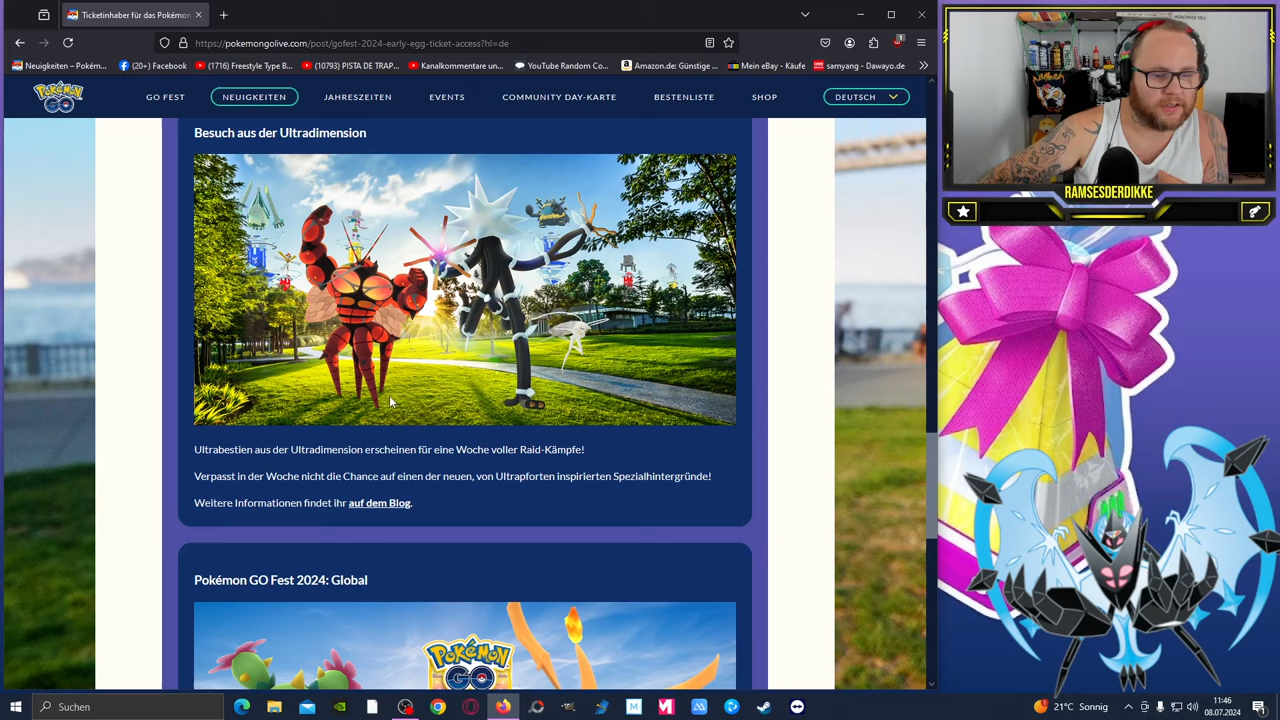 Ticketinhaber für das Pokémon
https://pokemongolive.com/post/gofest-2024-early-egg-ticket-access?hl=de
Neuigkeiten – Pokém...
(20+) Facebook
(1716) Freestyle Type B...
(10793) PISTA DE TRAP...
Kanalkommentare un...
YouTube Random Co...
Amazon.de: Günstige ...
Mein eBay - Käufe
samyang - Dawayo.de
POKÉMON GO
GO FEST
NEUIGKEITEN
JAHRESZEITEN
EVENTS
COMMUNITY DAY-KARTE
BESTENLISTE
SHOP
DEUTSCH
RAMSESDERDIKKE
Besuch aus der Ultradimension
Ultrabestien aus der Ultradimension erscheinen für eine Woche voller Raid-Kämpfe!
Verpasst in der Woche nicht die Chance auf einen der neuen, von Ultrapforten inspirierten Spezialhintergründe!
Weitere Informationen findet ihr auf dem Blog.
Pokémon GO Fest 2024: Global
POKÉMON
GO
Suchen
21°C Sonnig
11:46
08.07.2024